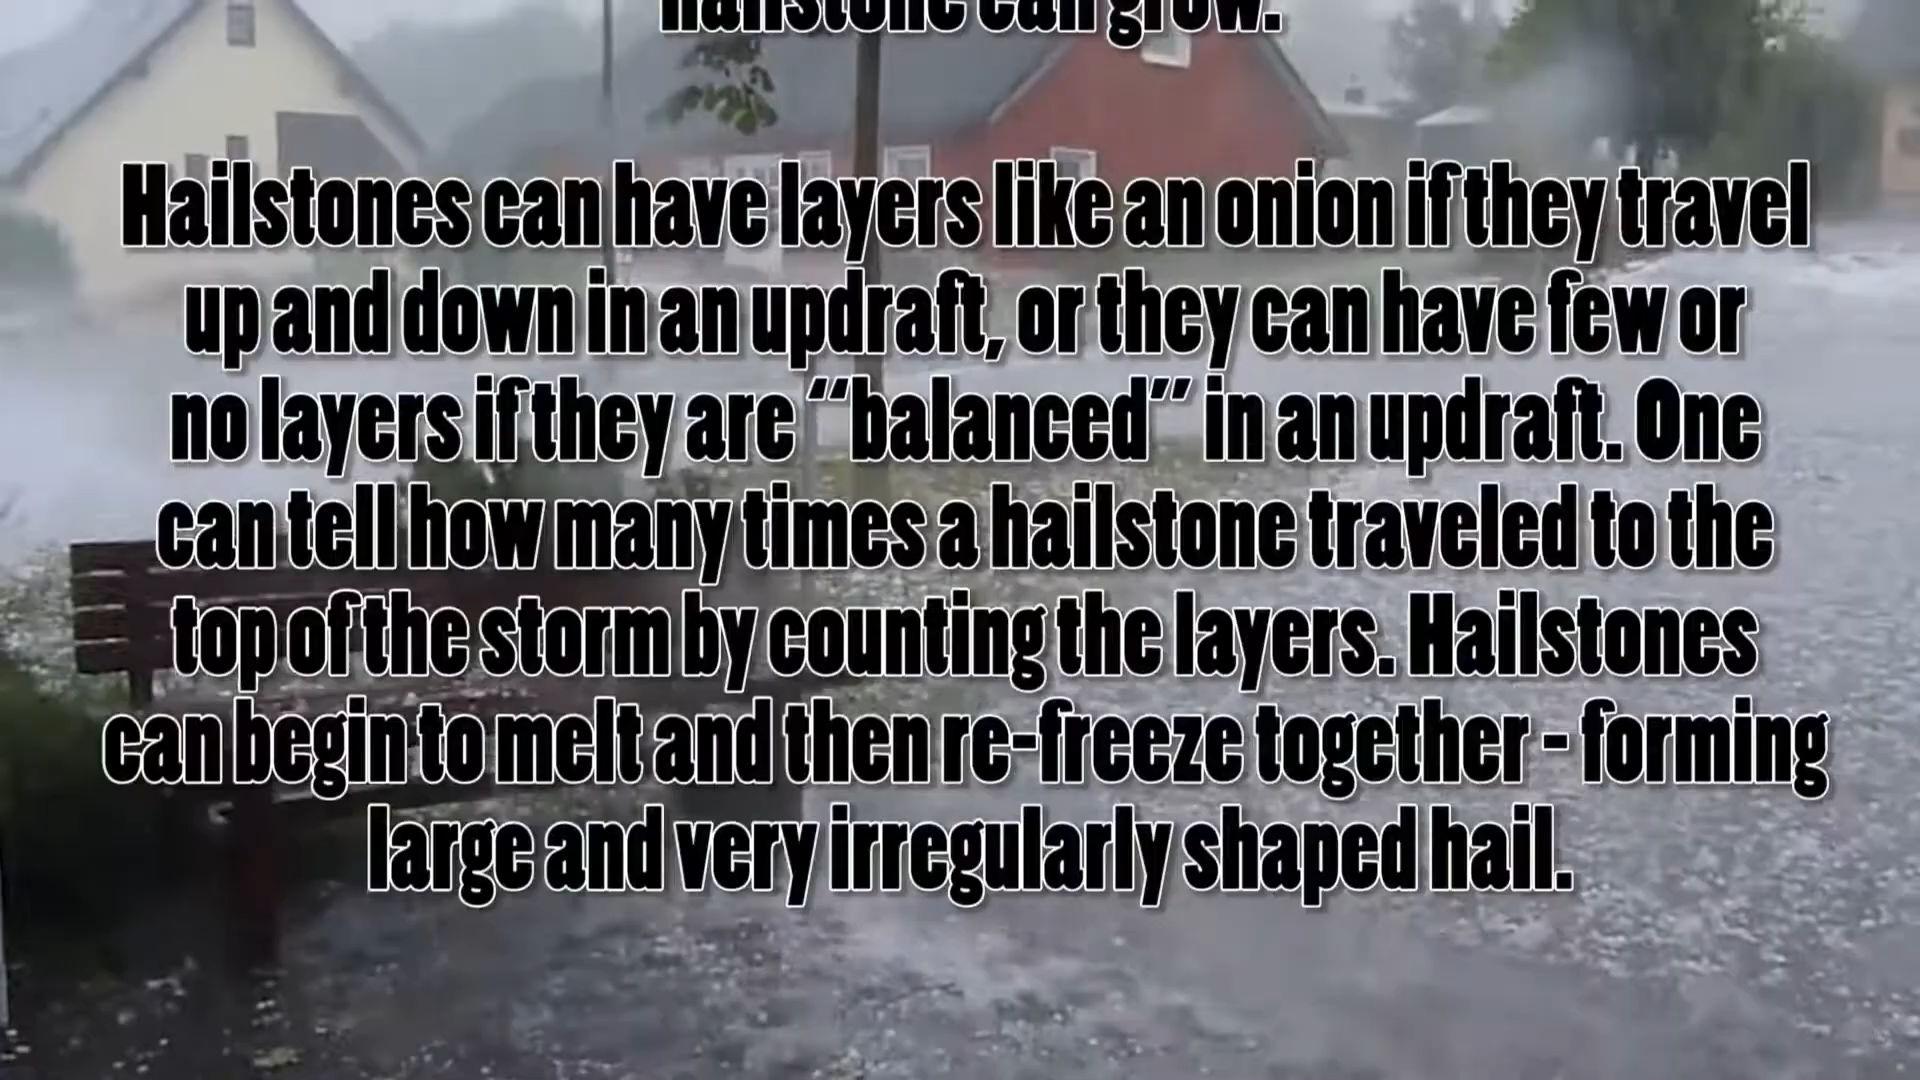 hailstone can grow.
Hailstones can have layers like an onion if they travel
up and down in an updraft, or they can have few or
no layers if they are “balanced” in an updraft. One
can tell how many times a hailstone traveled to the
top of the storm by counting the layers. Hailstones
can begin to melt and then re-freeze together - forming
large and very irregularly shaped hail.